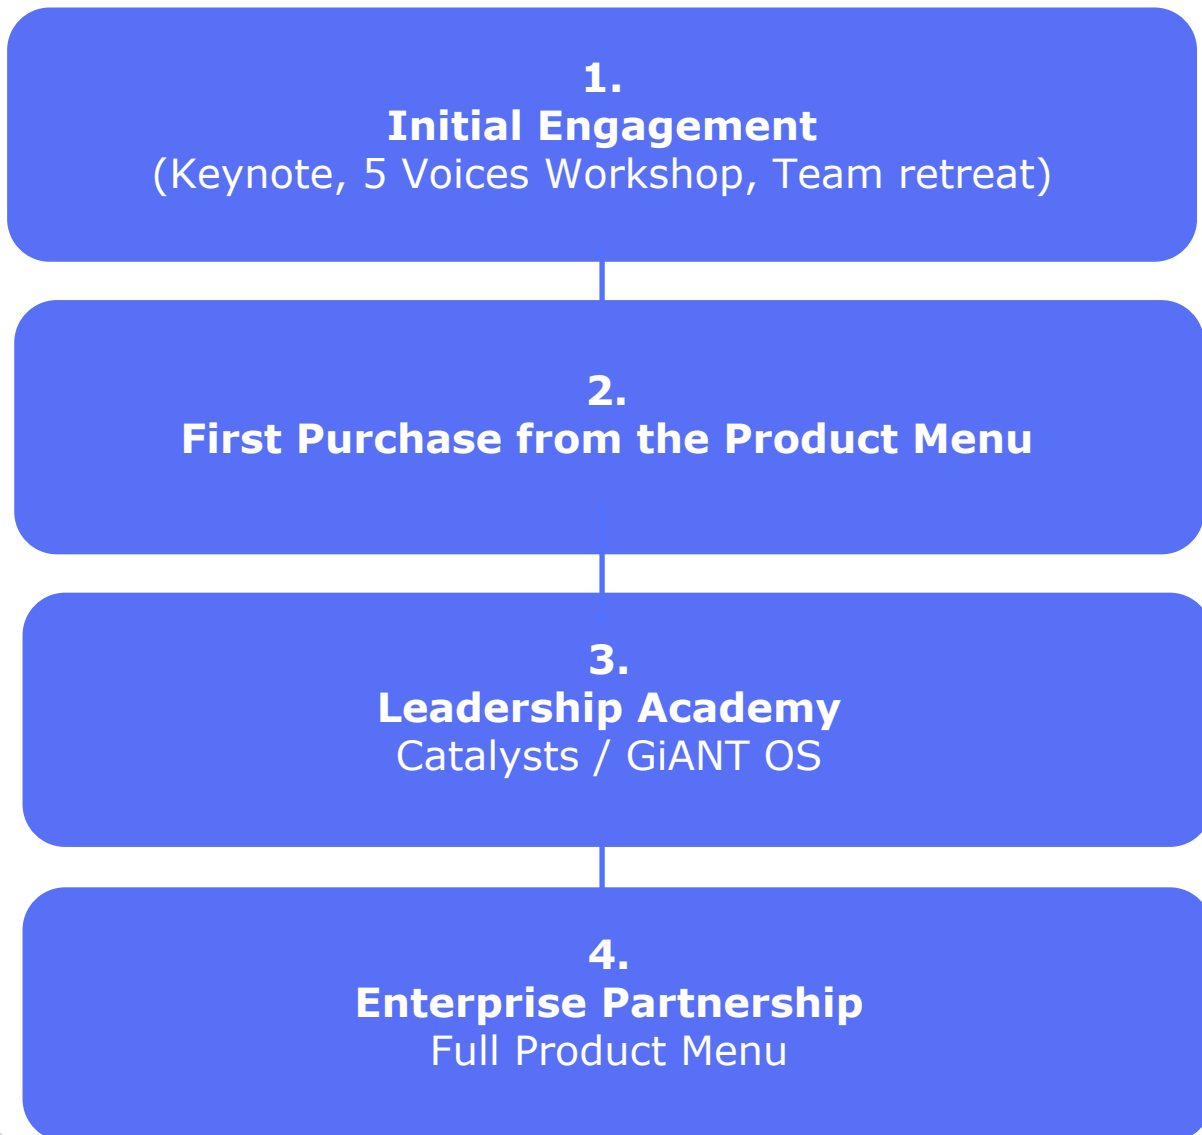 1.
Initial Engagement
(Keynote, 5 Voices Workshop, Team retreat)
2.
First Purchase from the Product Menu
3.
Leadership Academy
Catalysts / GiANT OS
4.
Enterprise Partnership
Full Product Menu